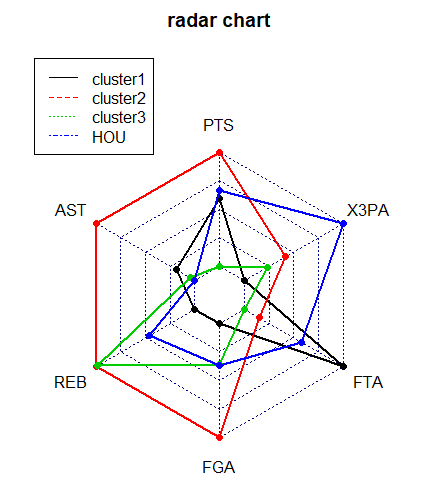 radar chart
cluster1
cluster2
cluster3
HOU
PTS
AST
X3PA
REB
FTA
FGA